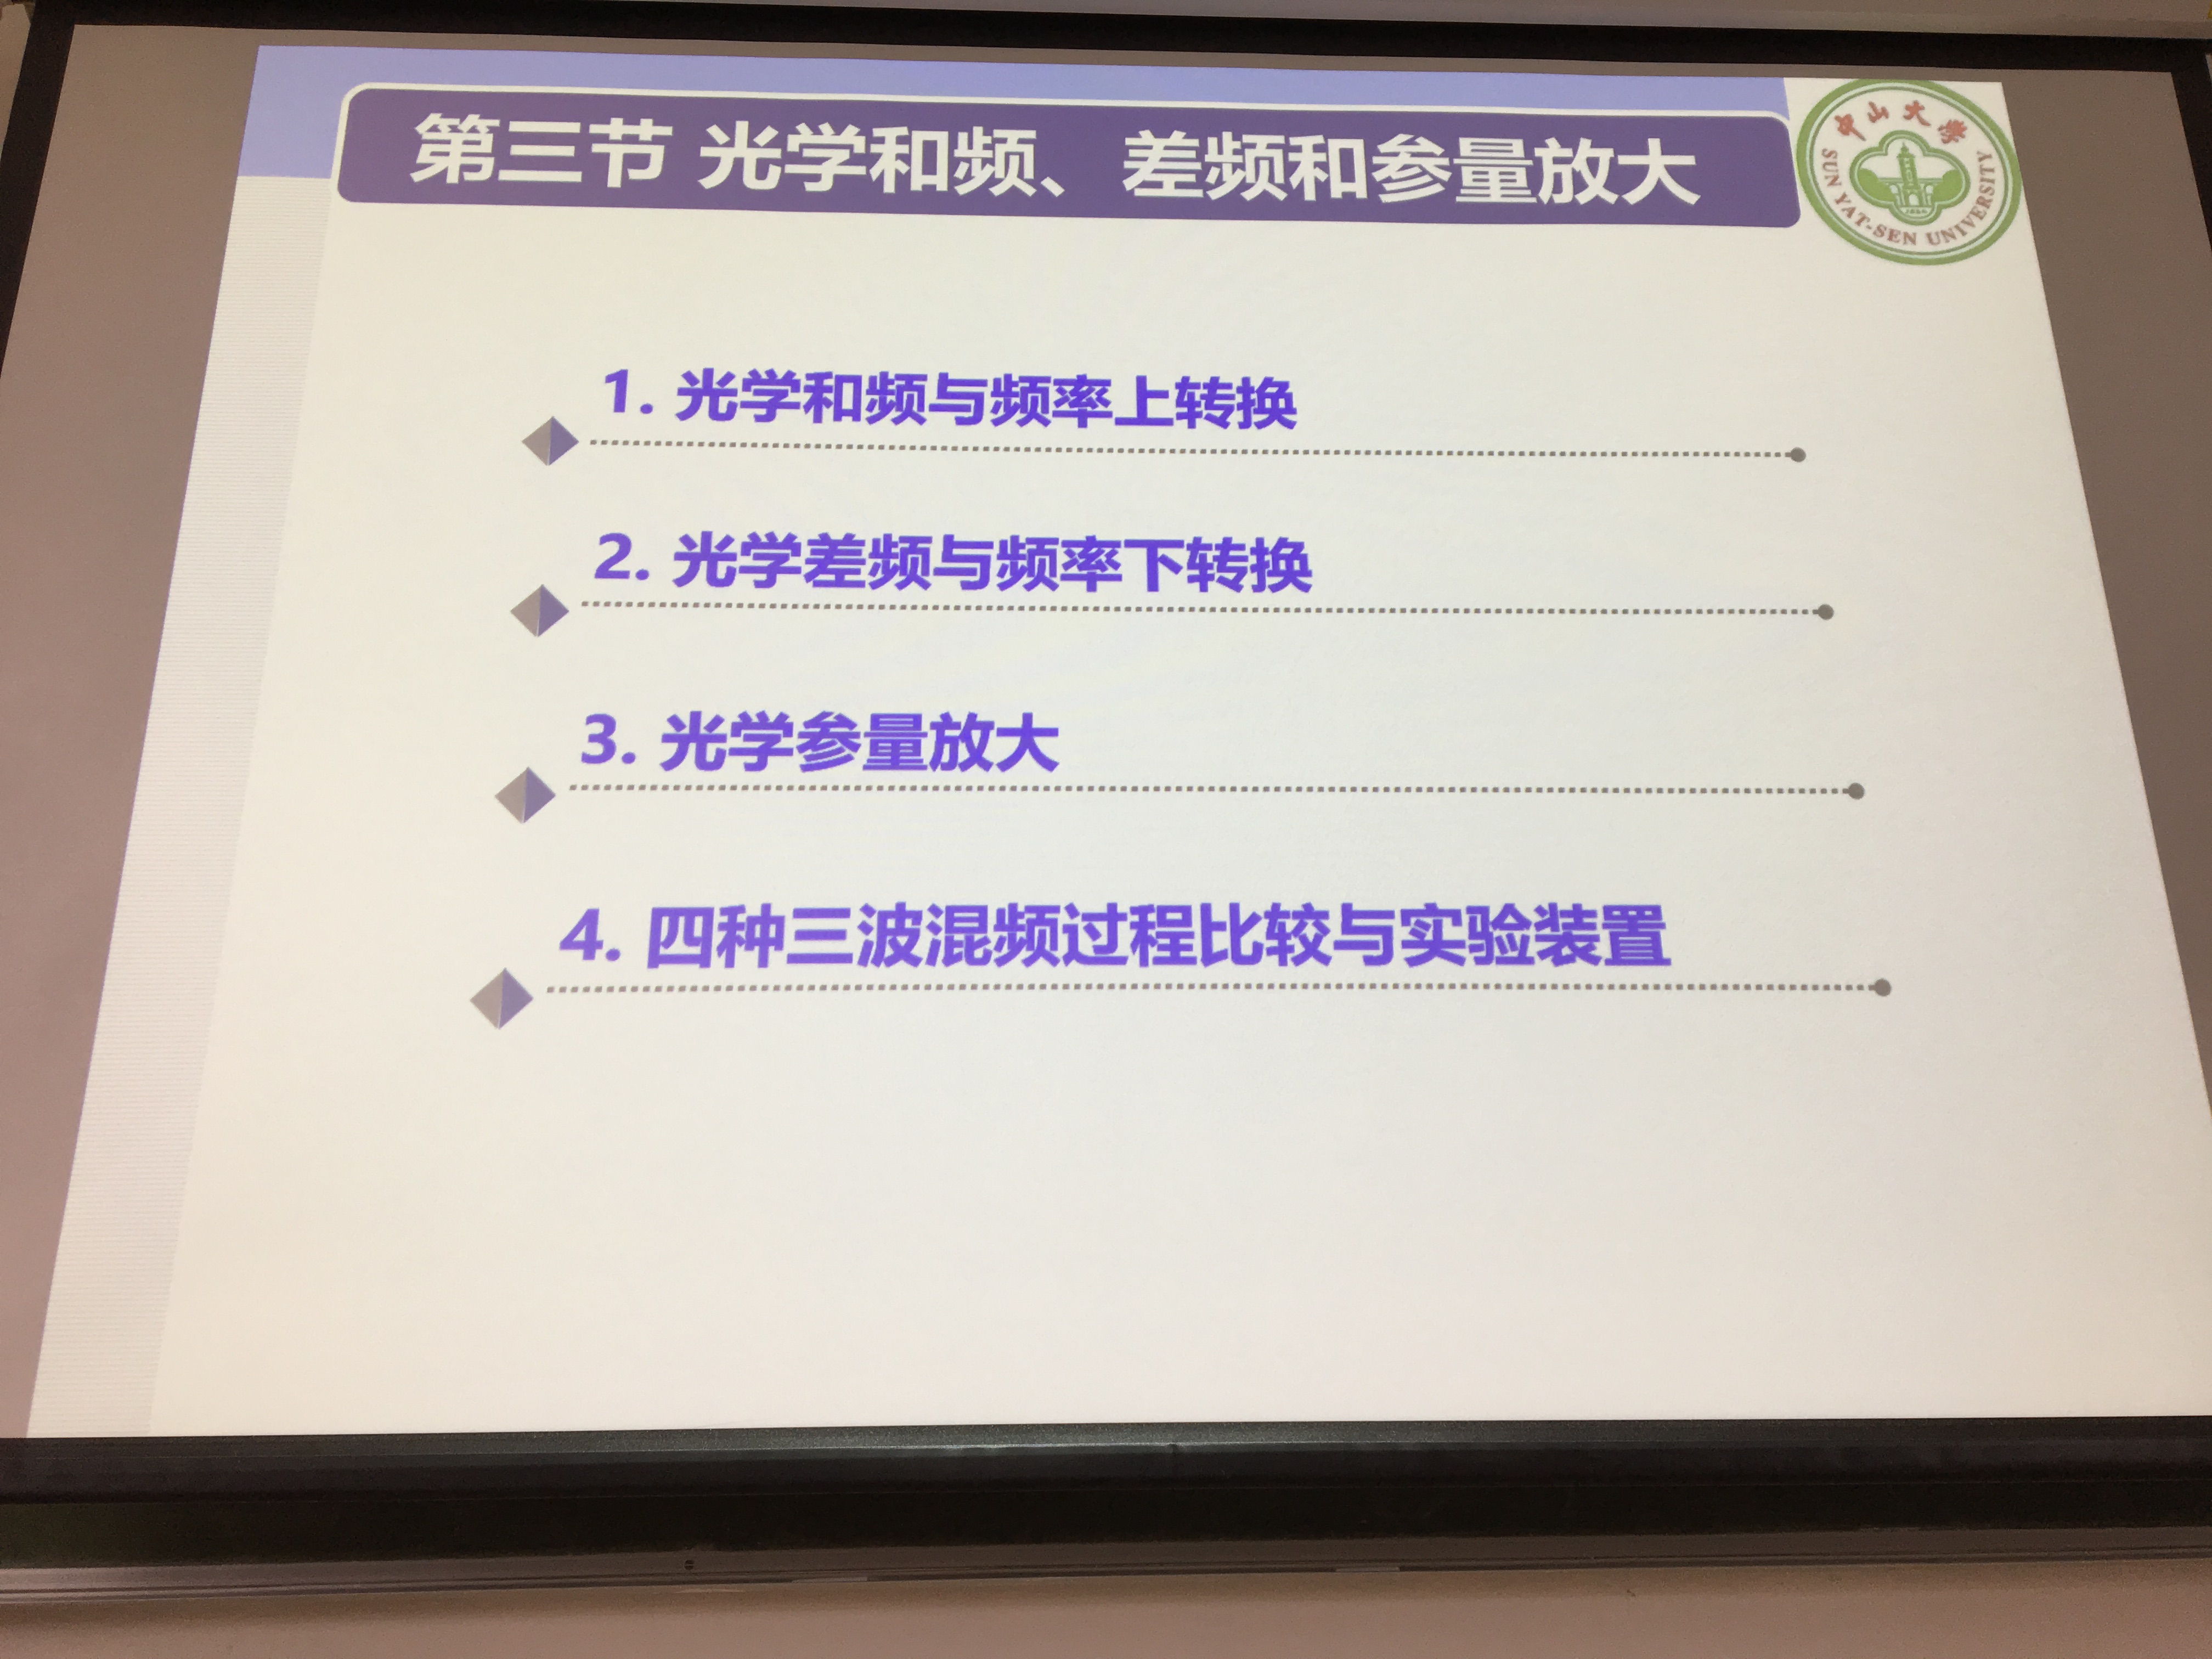 第三节 光学和频、差频和参量放大
中山大学
SUN YAT-SEN UNIVERSITY
1. 光学和频与频率上转换
2. 光学差频与频率下转换
3. 光学参量放大
4. 四种三波混频过程比较与实验装置